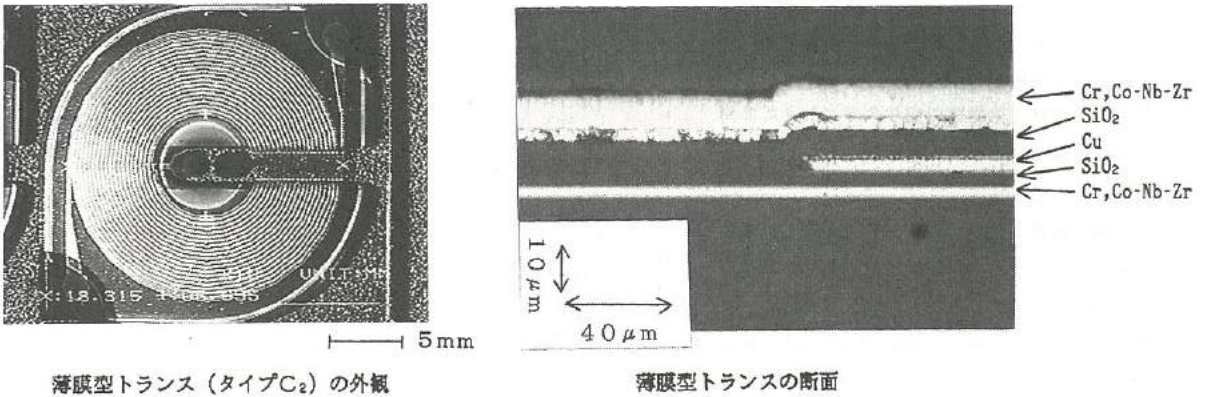 UNIT:MM
5mm
薄膜型トランス (タイプC₂) の外観
Cr,Co-Nb-Zr
SiO₂
Cu
SiO₂
Cr,Co-Nb-Zr
10μm
40μm
薄膜型トランスの断面